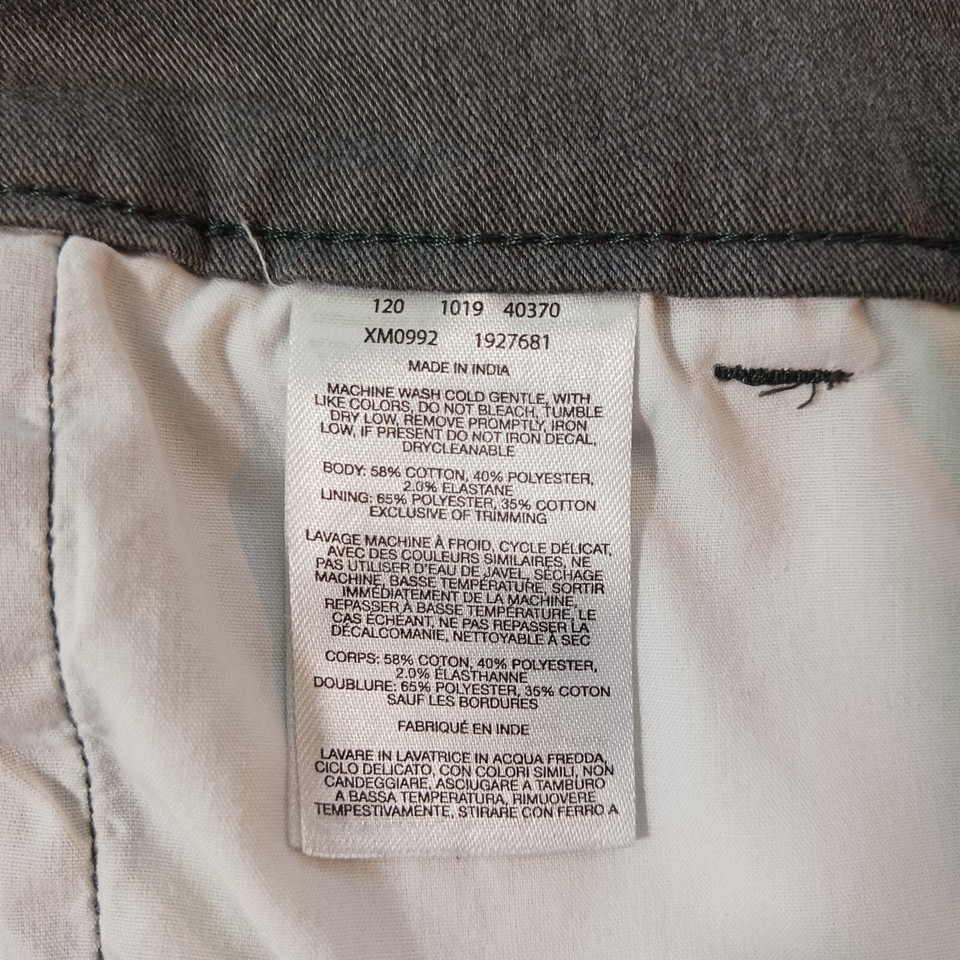 120 1019 40370
XM0992 1927681
MADE IN INDIA
MACHINE WASH COLD GENTLE, WITH
LIKE COLORS, DO NOT BLEACH, TUMBLE
DRY LOW, REMOVE PROMPTLY, IRON
LOW, IF PRESENT DO NOT IRON DECAL,
DRYCLEANABLE
BODY: 58% COTTON, 40% POLYESTER,
2.0% ELASTANE
LINING: 65% POLYESTER, 35% COTTON
EXCLUSIVE OF TRIMMING
LAVAGE MACHINE À FROID, CYCLE DÉLICAT,
AVEC DES COULEURS SIMILAIRES, NE
PAS UTILISER D'EAU DE JAVEL, SÉCHAGE
MACHINE, BASSE TEMPÉRATURE, SORTIR
IMMÉDIATEMENT DE LA MACHINE,
REPASSER A BASSE TEMPÉRATURE, LE
CAS ÉCHEANT, NE PAS REPASSER LA
DÉCALCOMANIE, NETTOYABLE À SEC
CORPS: 58% COTON, 40% POLYESTER,
2.0% ÉLASTHANNE
DOUBLURE: 65% POLYESTER, 35% COTON
SAUF LES BORDURES
FABRIQUÉ EN INDE
LAVARE IN LAVATRICE IN ACQUA FREDDA,
CICLO DELICATO, CON COLORI SIMILI, NON
CANDEGGIARE, ASCIUGARE A TAMBURO
A BASSA TEMPERATURA, RIMUOVERE
TEMPESTIVAMENTE, STIRARE CON FERRO A